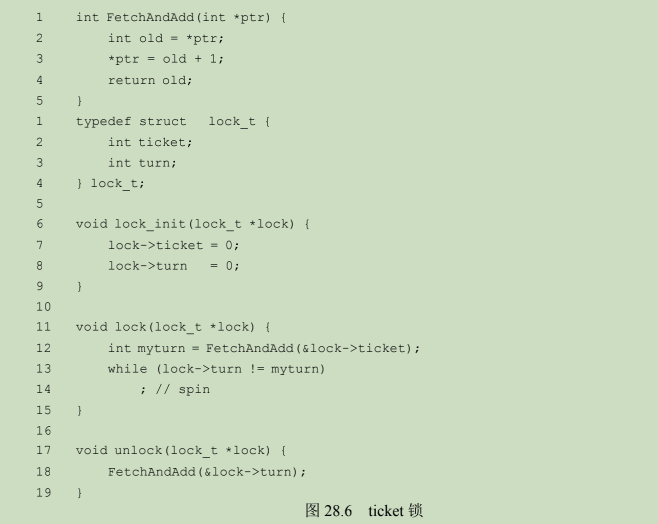 1 int FetchAndAdd(int *ptr) {
2     int old = *ptr;
3     *ptr = old + 1;
4     return old;
5 }
1 typedef struct   lock_t {
2     int ticket;
3     int turn;
4 } lock_t;
5
6 void lock_init(lock_t *lock) {
7     lock->ticket = 0;
8     lock->turn   = 0;
9 }
10
11 void lock(lock_t *lock) {
12     int myturn = FetchAndAdd(&lock->ticket);
13     while (lock->turn != myturn)
14         ; // spin
15 }
16
17 void unlock(lock_t *lock) {
18     FetchAndAdd(&lock->turn);
19 }
图 28.6   ticket 锁